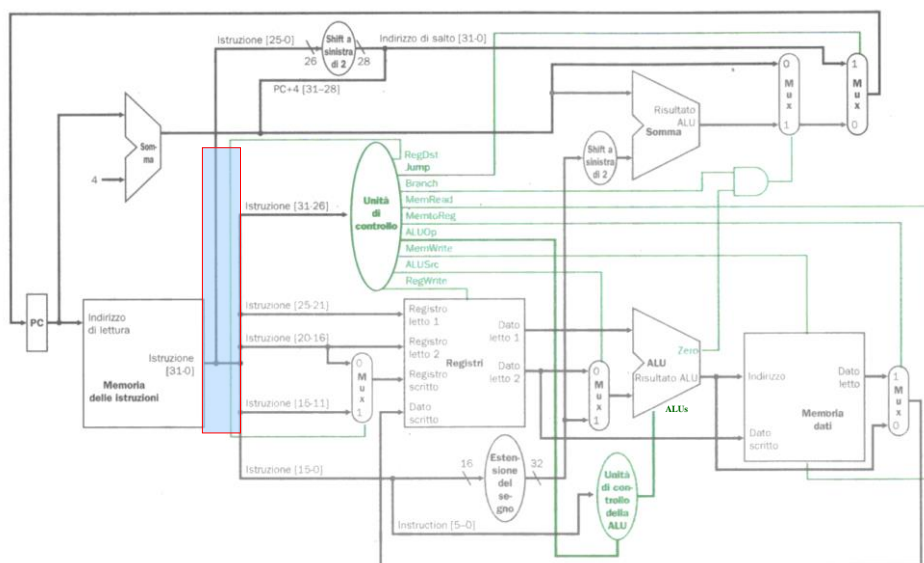 Istruzione [25-0]
26
Shift a
sinistra
di 2
28
Indirizzo di salto [31-0]
PC+4 [31–28]
Som-
ma
4
Risultato
ALU
Somma
0
Mux
1
1
Mux
0
Shift a
sinistra
di 2
RegDst
Jump
Branch
MemRead
MemtoReg
ALUOp
MemWrite
ALUSrc
RegWrite
Istruzione [31-26]
Unità
di
controllo
PC
Indirizzo
di lettura
Istruzione
[31-0]
Memoria
delle istruzioni
Istruzione [25-21]
Istruzione [20-16]
Istruzione [15-11]
0
Mux
1
Registro
letto 1
Registro
letto 2
Registro
scritto
Dato
scritto
Registri
Dato
letto 1
Dato
letto 2
0
Mux
1
Zero
ALU
Risultato ALU
ALUs
Indirizzo
Dato
letto
Memoria
dati
Dato
scritto
1
Mux
0
Istruzione [15-0]
16
Estensione
del
segno
32
Unità
di con-
trollo
della
ALU
Instruction [5–0]